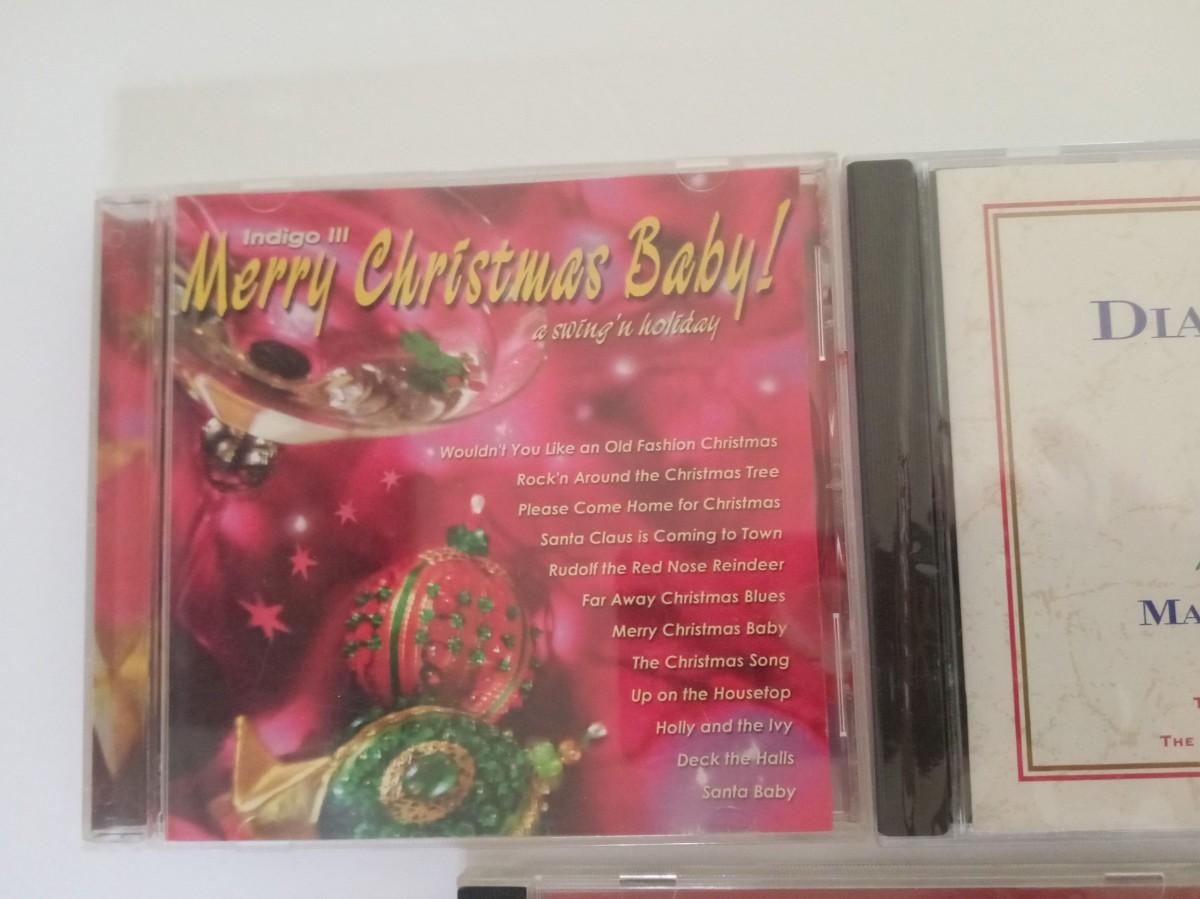 Indigo III
Merry Christmas Baby!
a swing'n holiday
Wouldn't You Like an Old Fashion Christmas
Rock'n Around the Christmas Tree
Please Come Home for Christmas
Santa Claus is Coming to Town
Rudolf the Red Nose Reindeer
Far Away Christmas Blues
Merry Christmas Baby
The Christmas Song
Up on the Housetop
Holly and the Ivy
Deck the Halls
Santa Baby
DIA
MA
THE